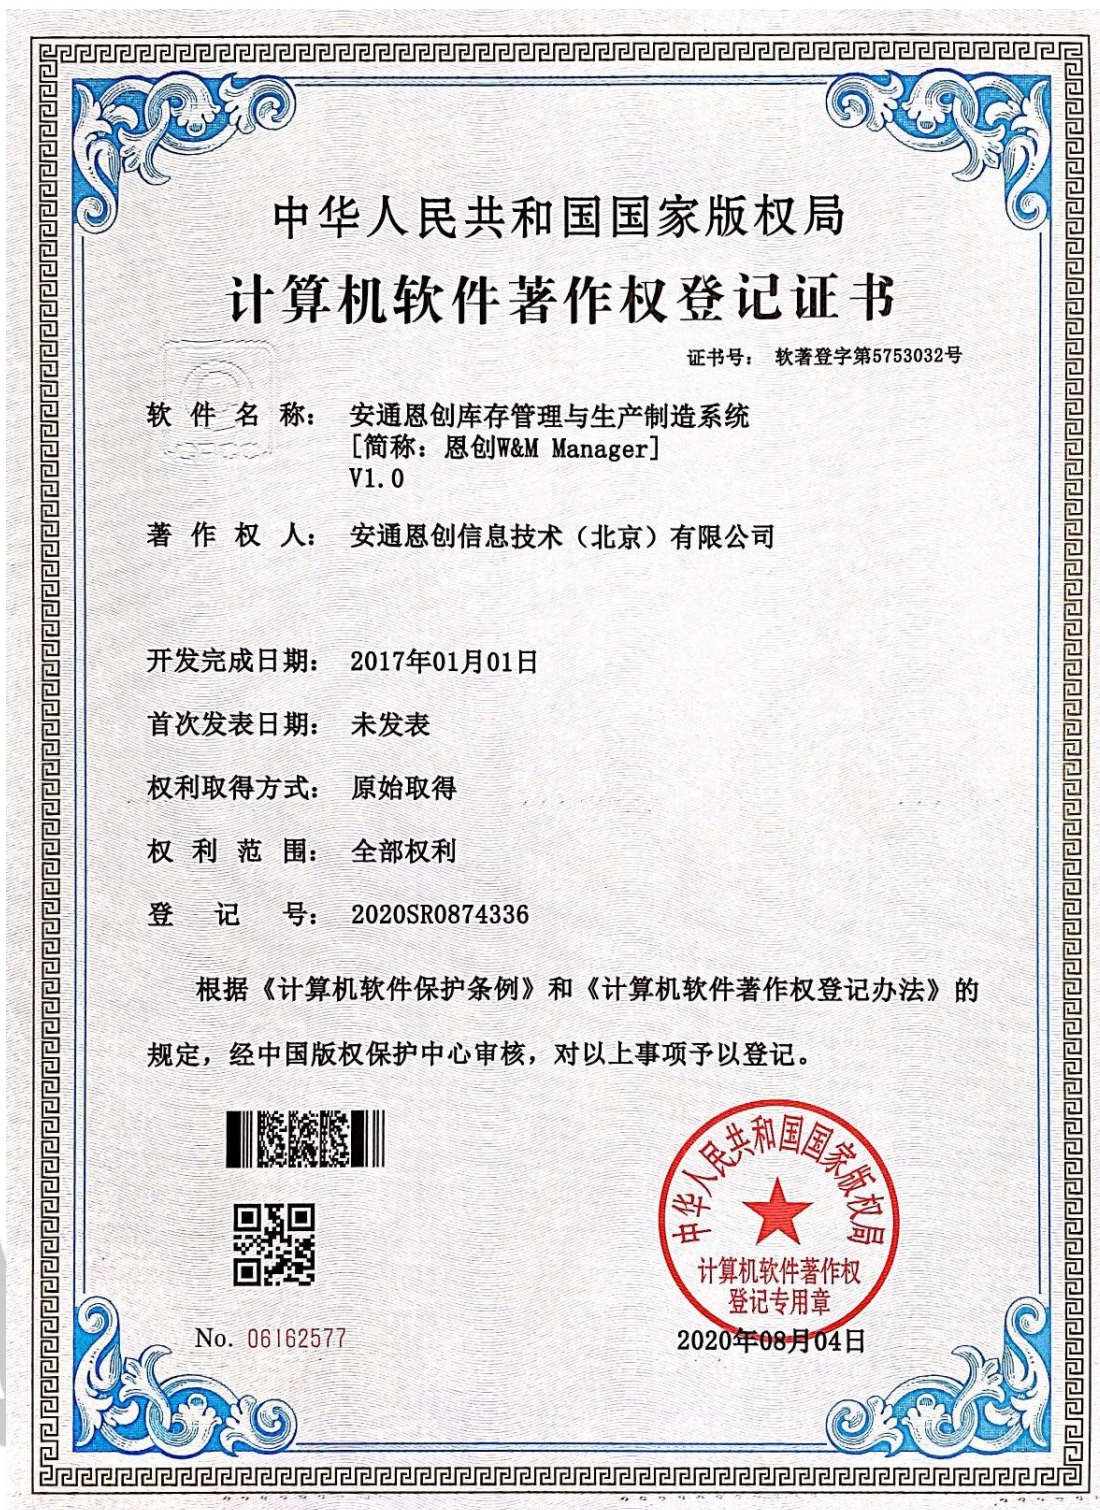 中华人民共和国国家版权局
计算机软件著作权登记证书
证书号： 软著登字第5753032号
软件名称： 安通恩创库存管理与生产制造系统
[简称：恩创W&M Manager]
V1.0
著作权人： 安通恩创信息技术（北京）有限公司
开发完成日期： 2017年01月01日
首次发表日期： 未发表
权利取得方式： 原始取得
权利范围： 全部权利
登记号： 2020SR0874336
根据《计算机软件保护条例》和《计算机软件著作权登记办法》的
规定，经中国版权保护中心审核，对以上事项予以登记。
中华人民共和国国家版权局
计算机软件著作权
登记专用章
No. 06162577
2020年08月04日